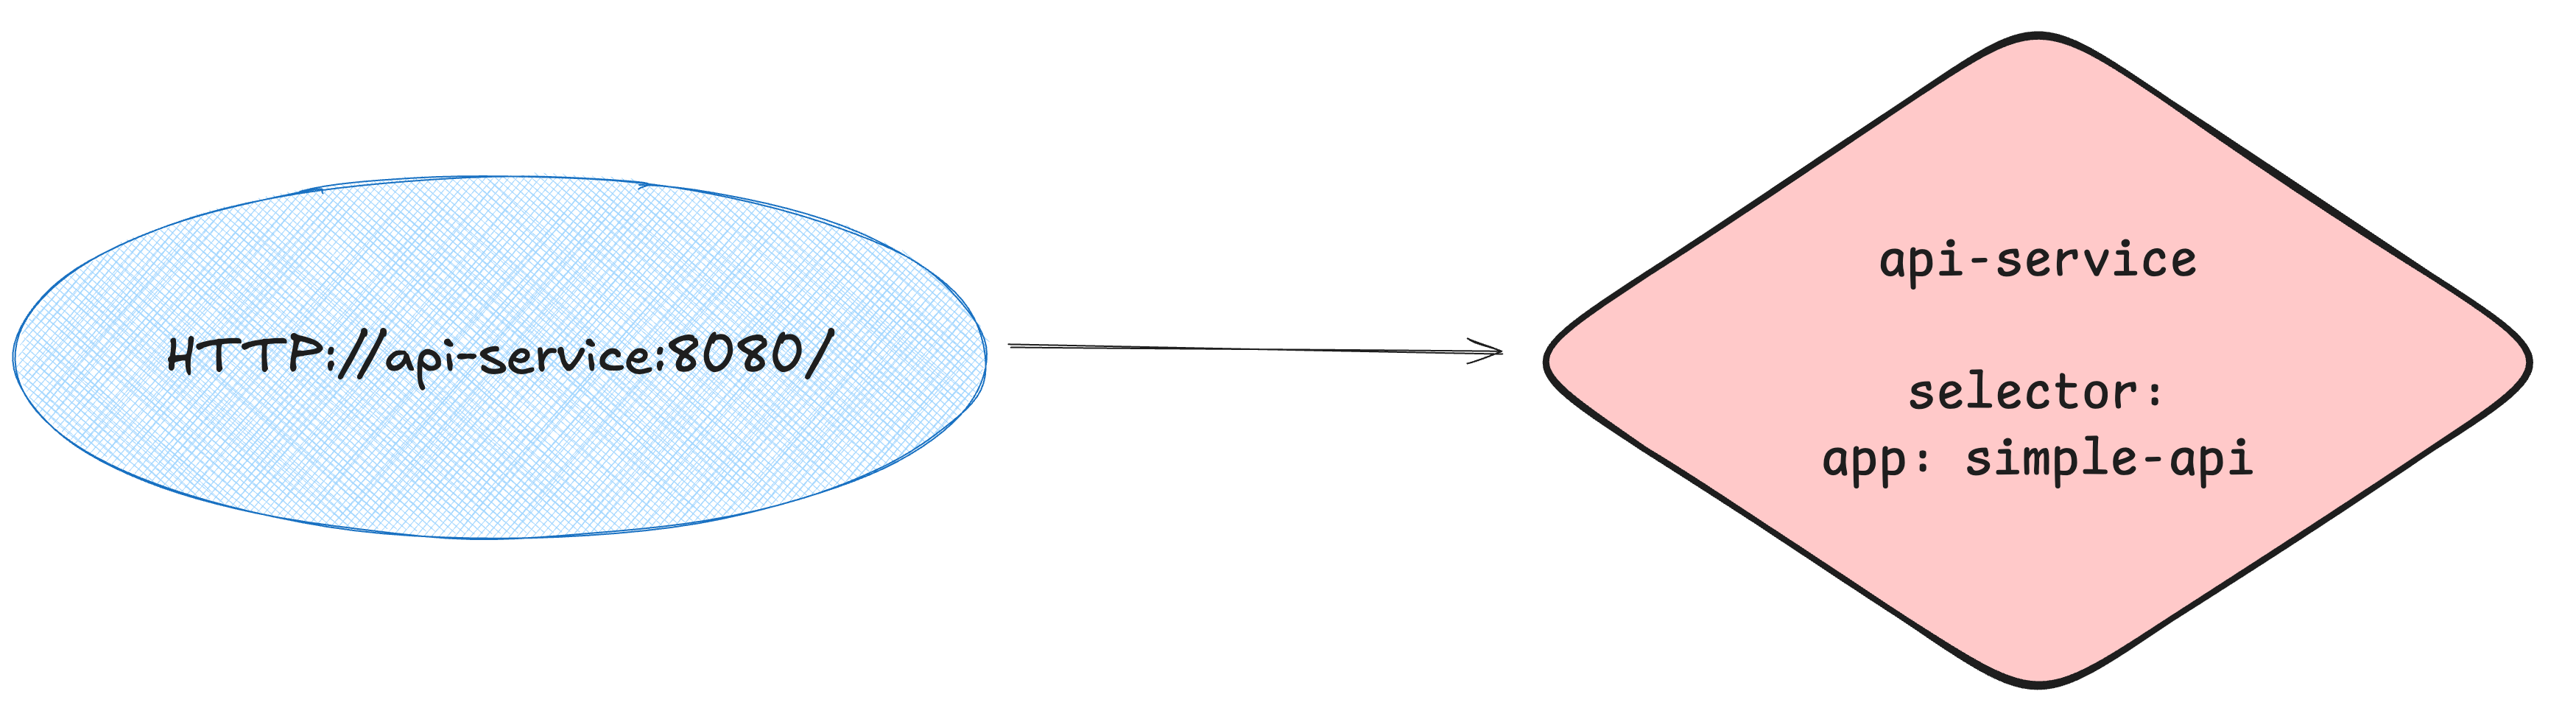 HTTP://api-service:8080/
api-service
selector:
app: simple-api